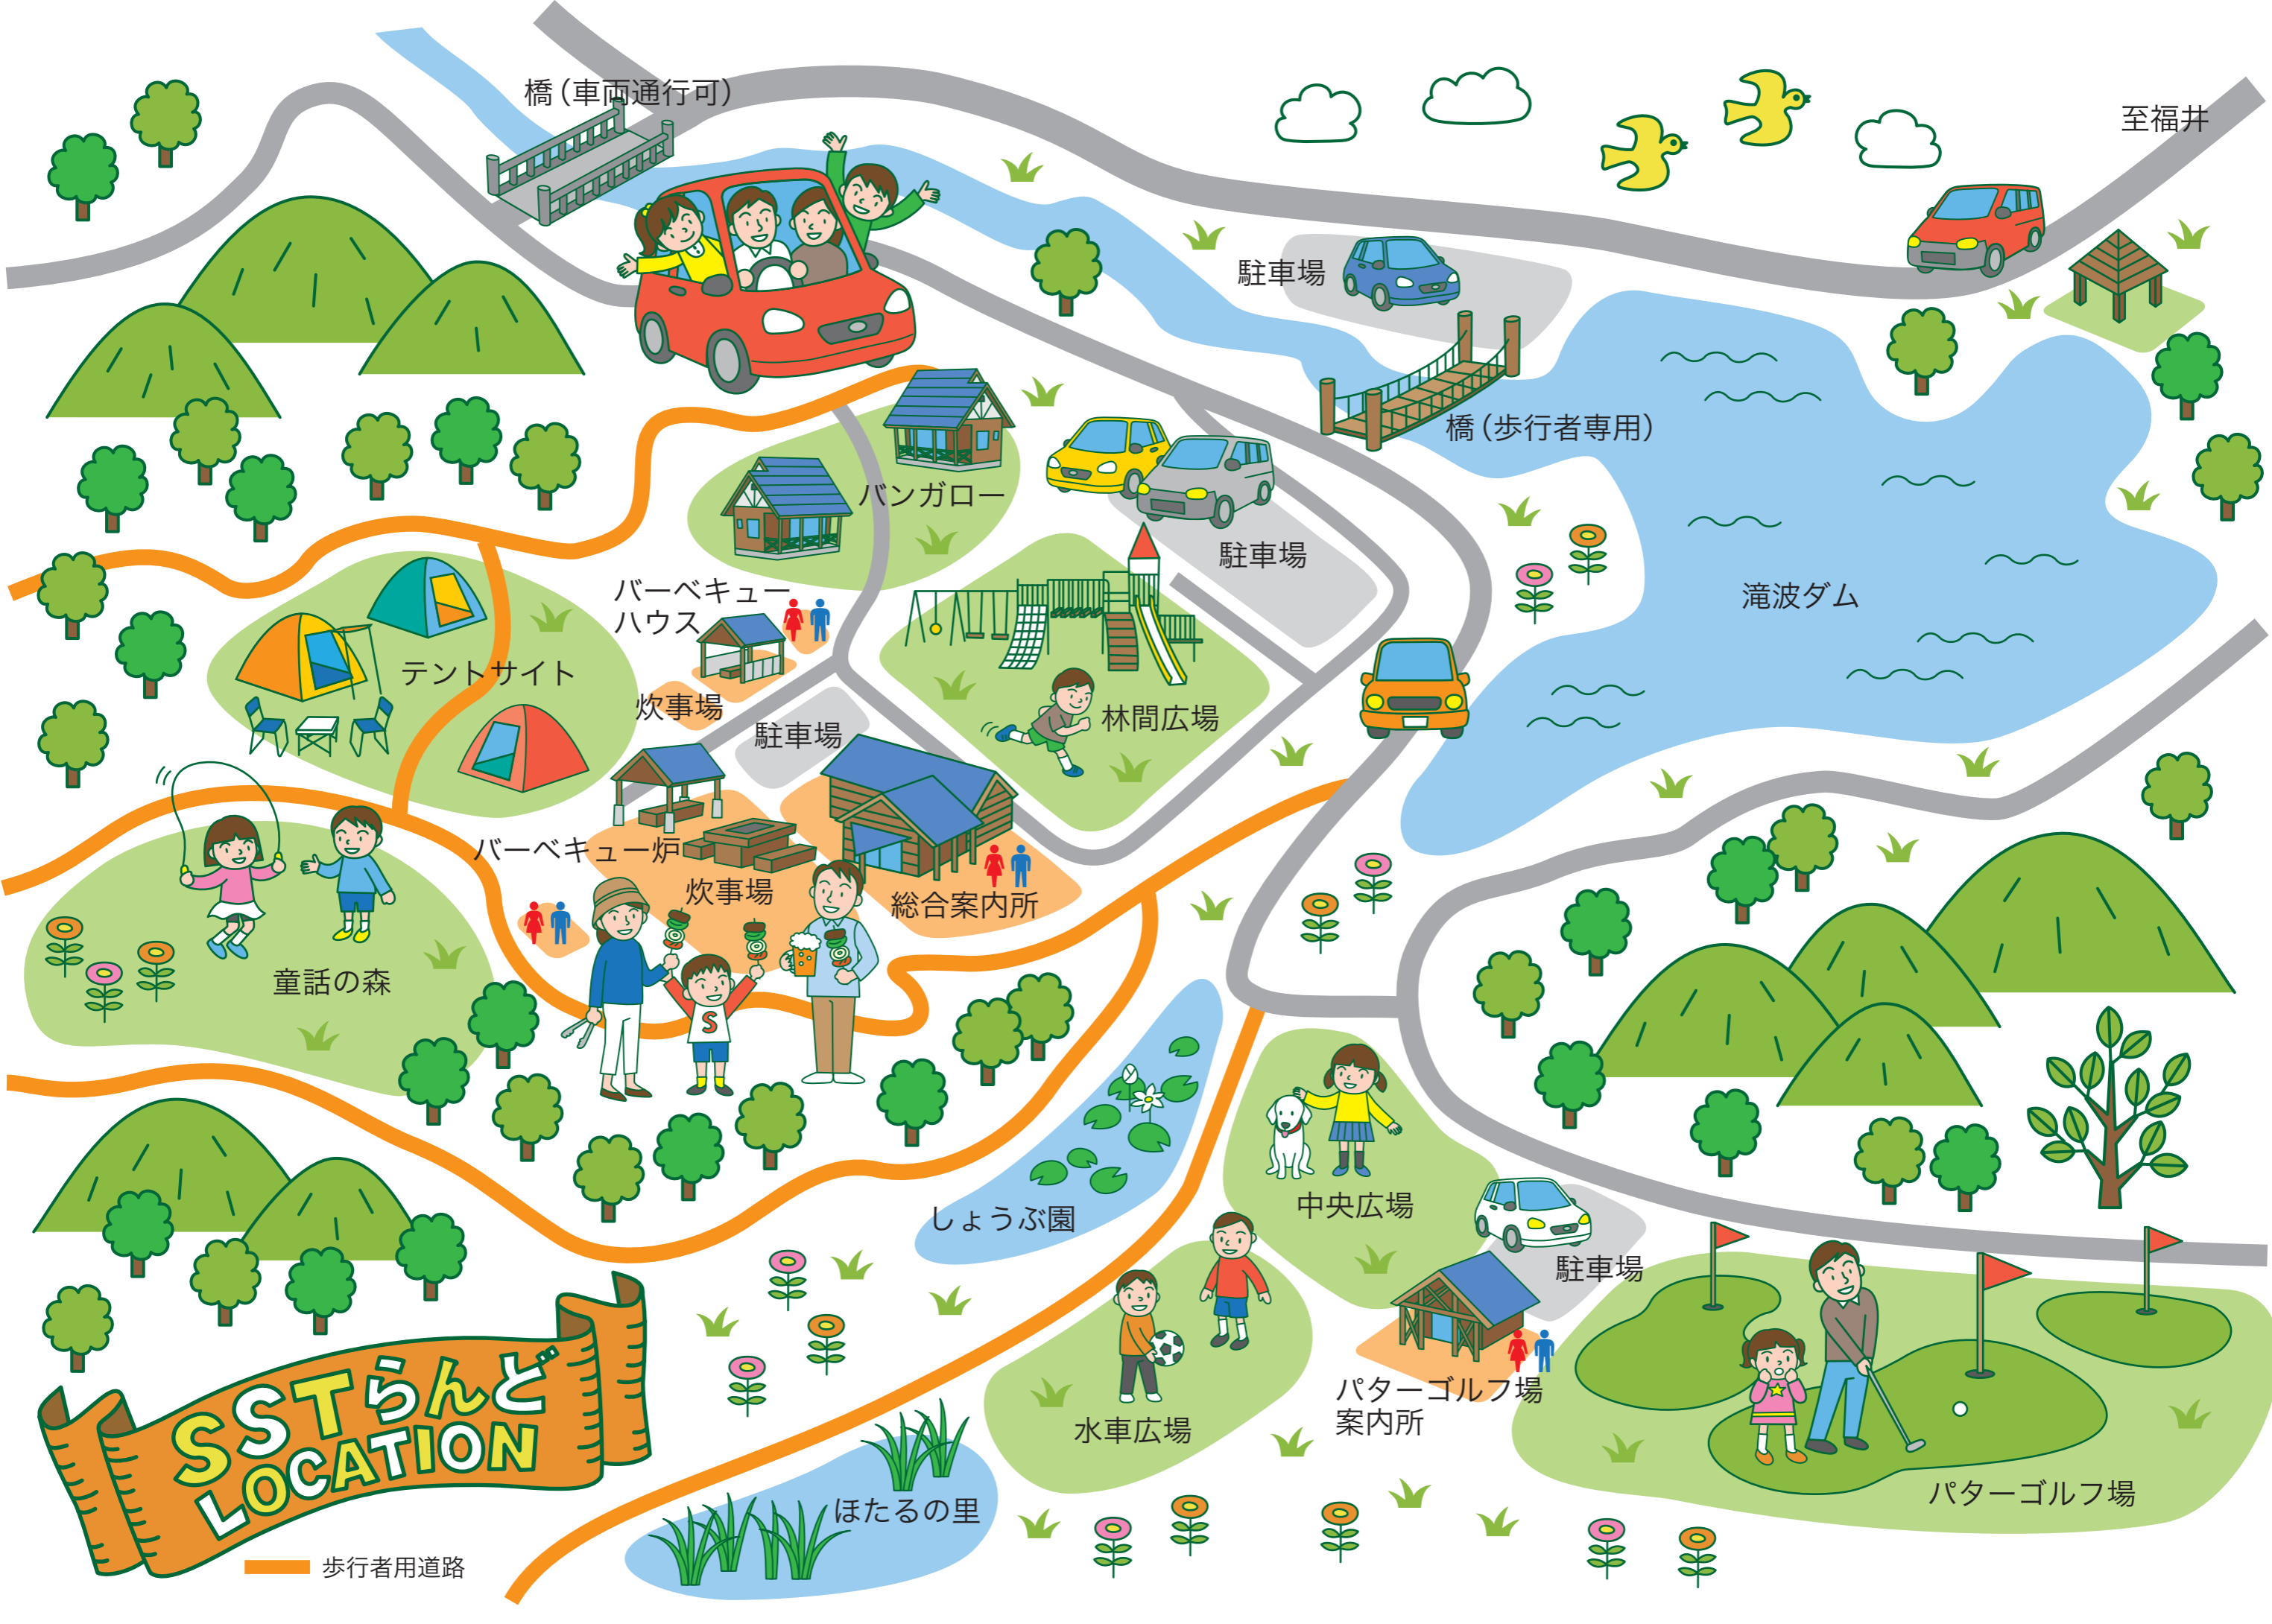 橋（車両通行可）
至福井
駐車場
橋（歩行者専用）
バンガロー
駐車場
バーベキュー
ハウス
滝波ダム
テントサイト
炊事場
駐車場
林間広場
バーベキュー炉
炊事場
総合案内所
童話の森
S
しょうぶ園
中央広場
駐車場
パターゴルフ場
案内所
水車広場
パターゴルフ場
ほたるの里
SSTらんど
LOCATION
歩行者用道路